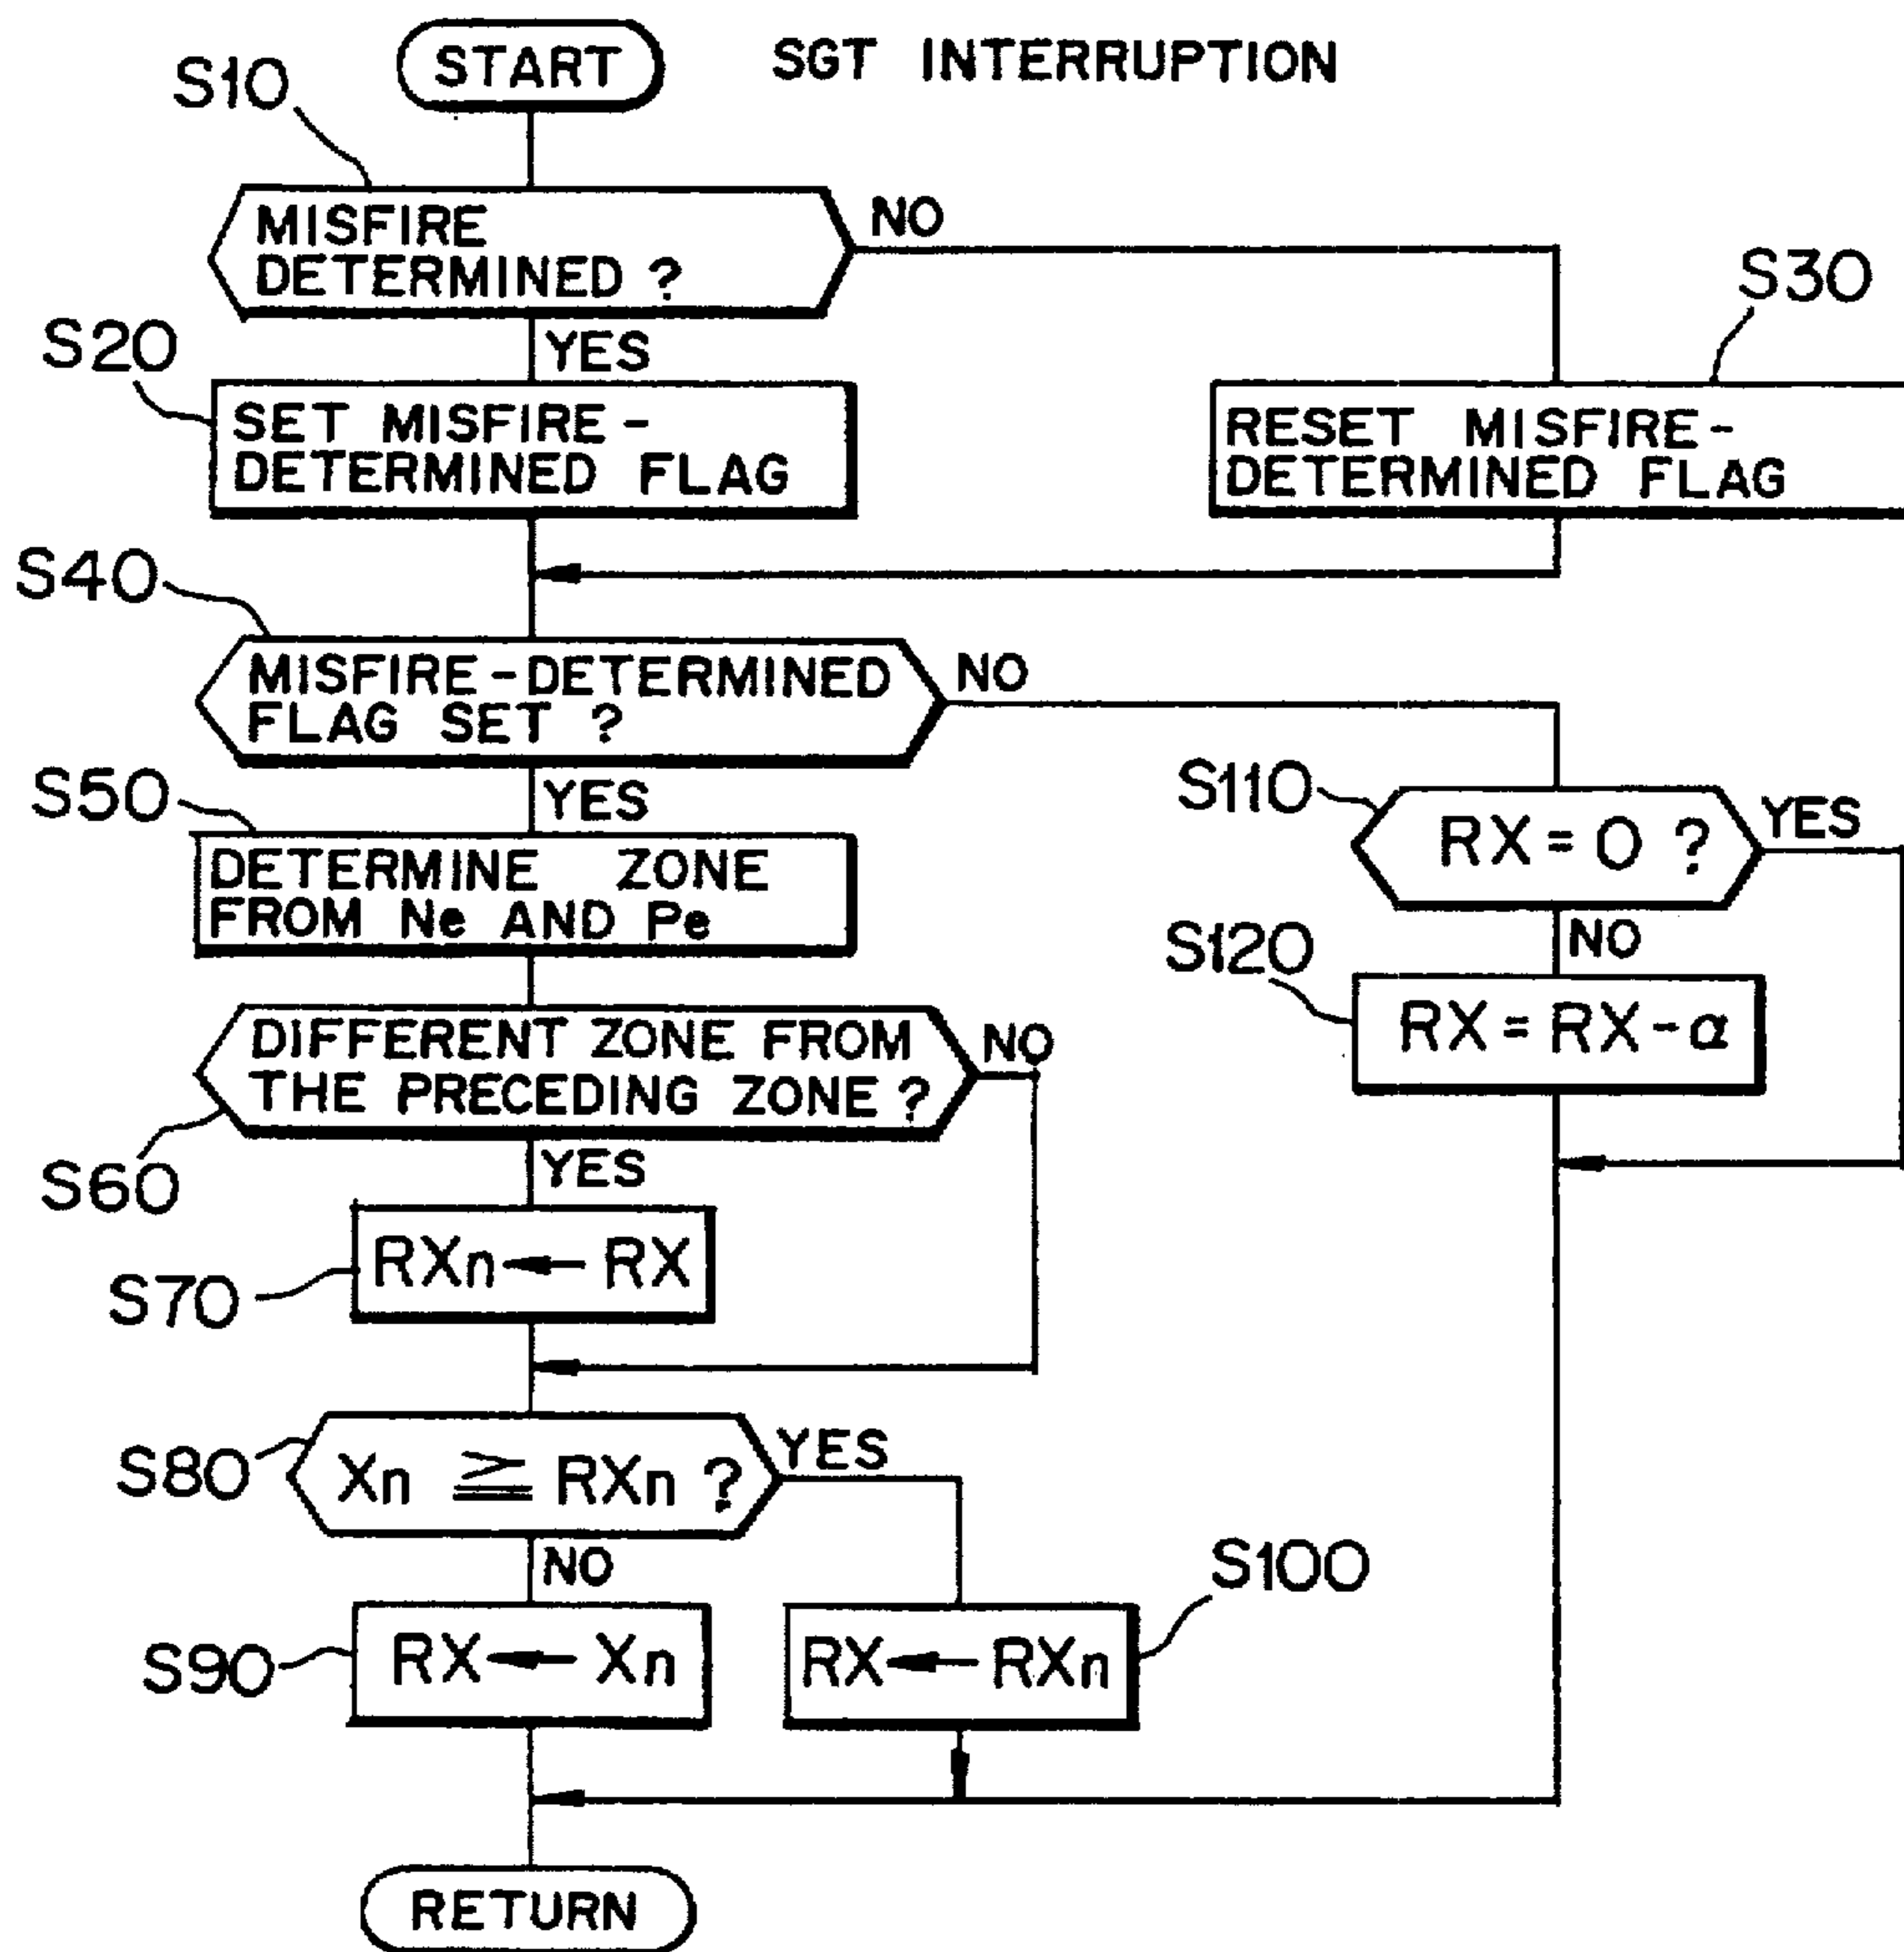 START
SGT INTERRUPTION
S10
MISFIRE
DETERMINED ?
NO
YES
S20
SET MISFIRE-
DETERMINED FLAG
S30
RESET MISFIRE-
DETERMINED FLAG
S40
MISFIRE-DETERMINED
FLAG SET ?
NO
YES
S50
DETERMINE ZONE
FROM Ne AND Pe
S110
RX = 0 ?
YES
NO
S120
RX = RX - α
S60
DIFFERENT ZONE FROM
THE PRECEDING ZONE ?
NO
YES
S70
RXn ← RX
S80
Xn ≧ RXn ?
YES
NO
S90
RX ← Xn
S100
RX ← RXn
RETURN